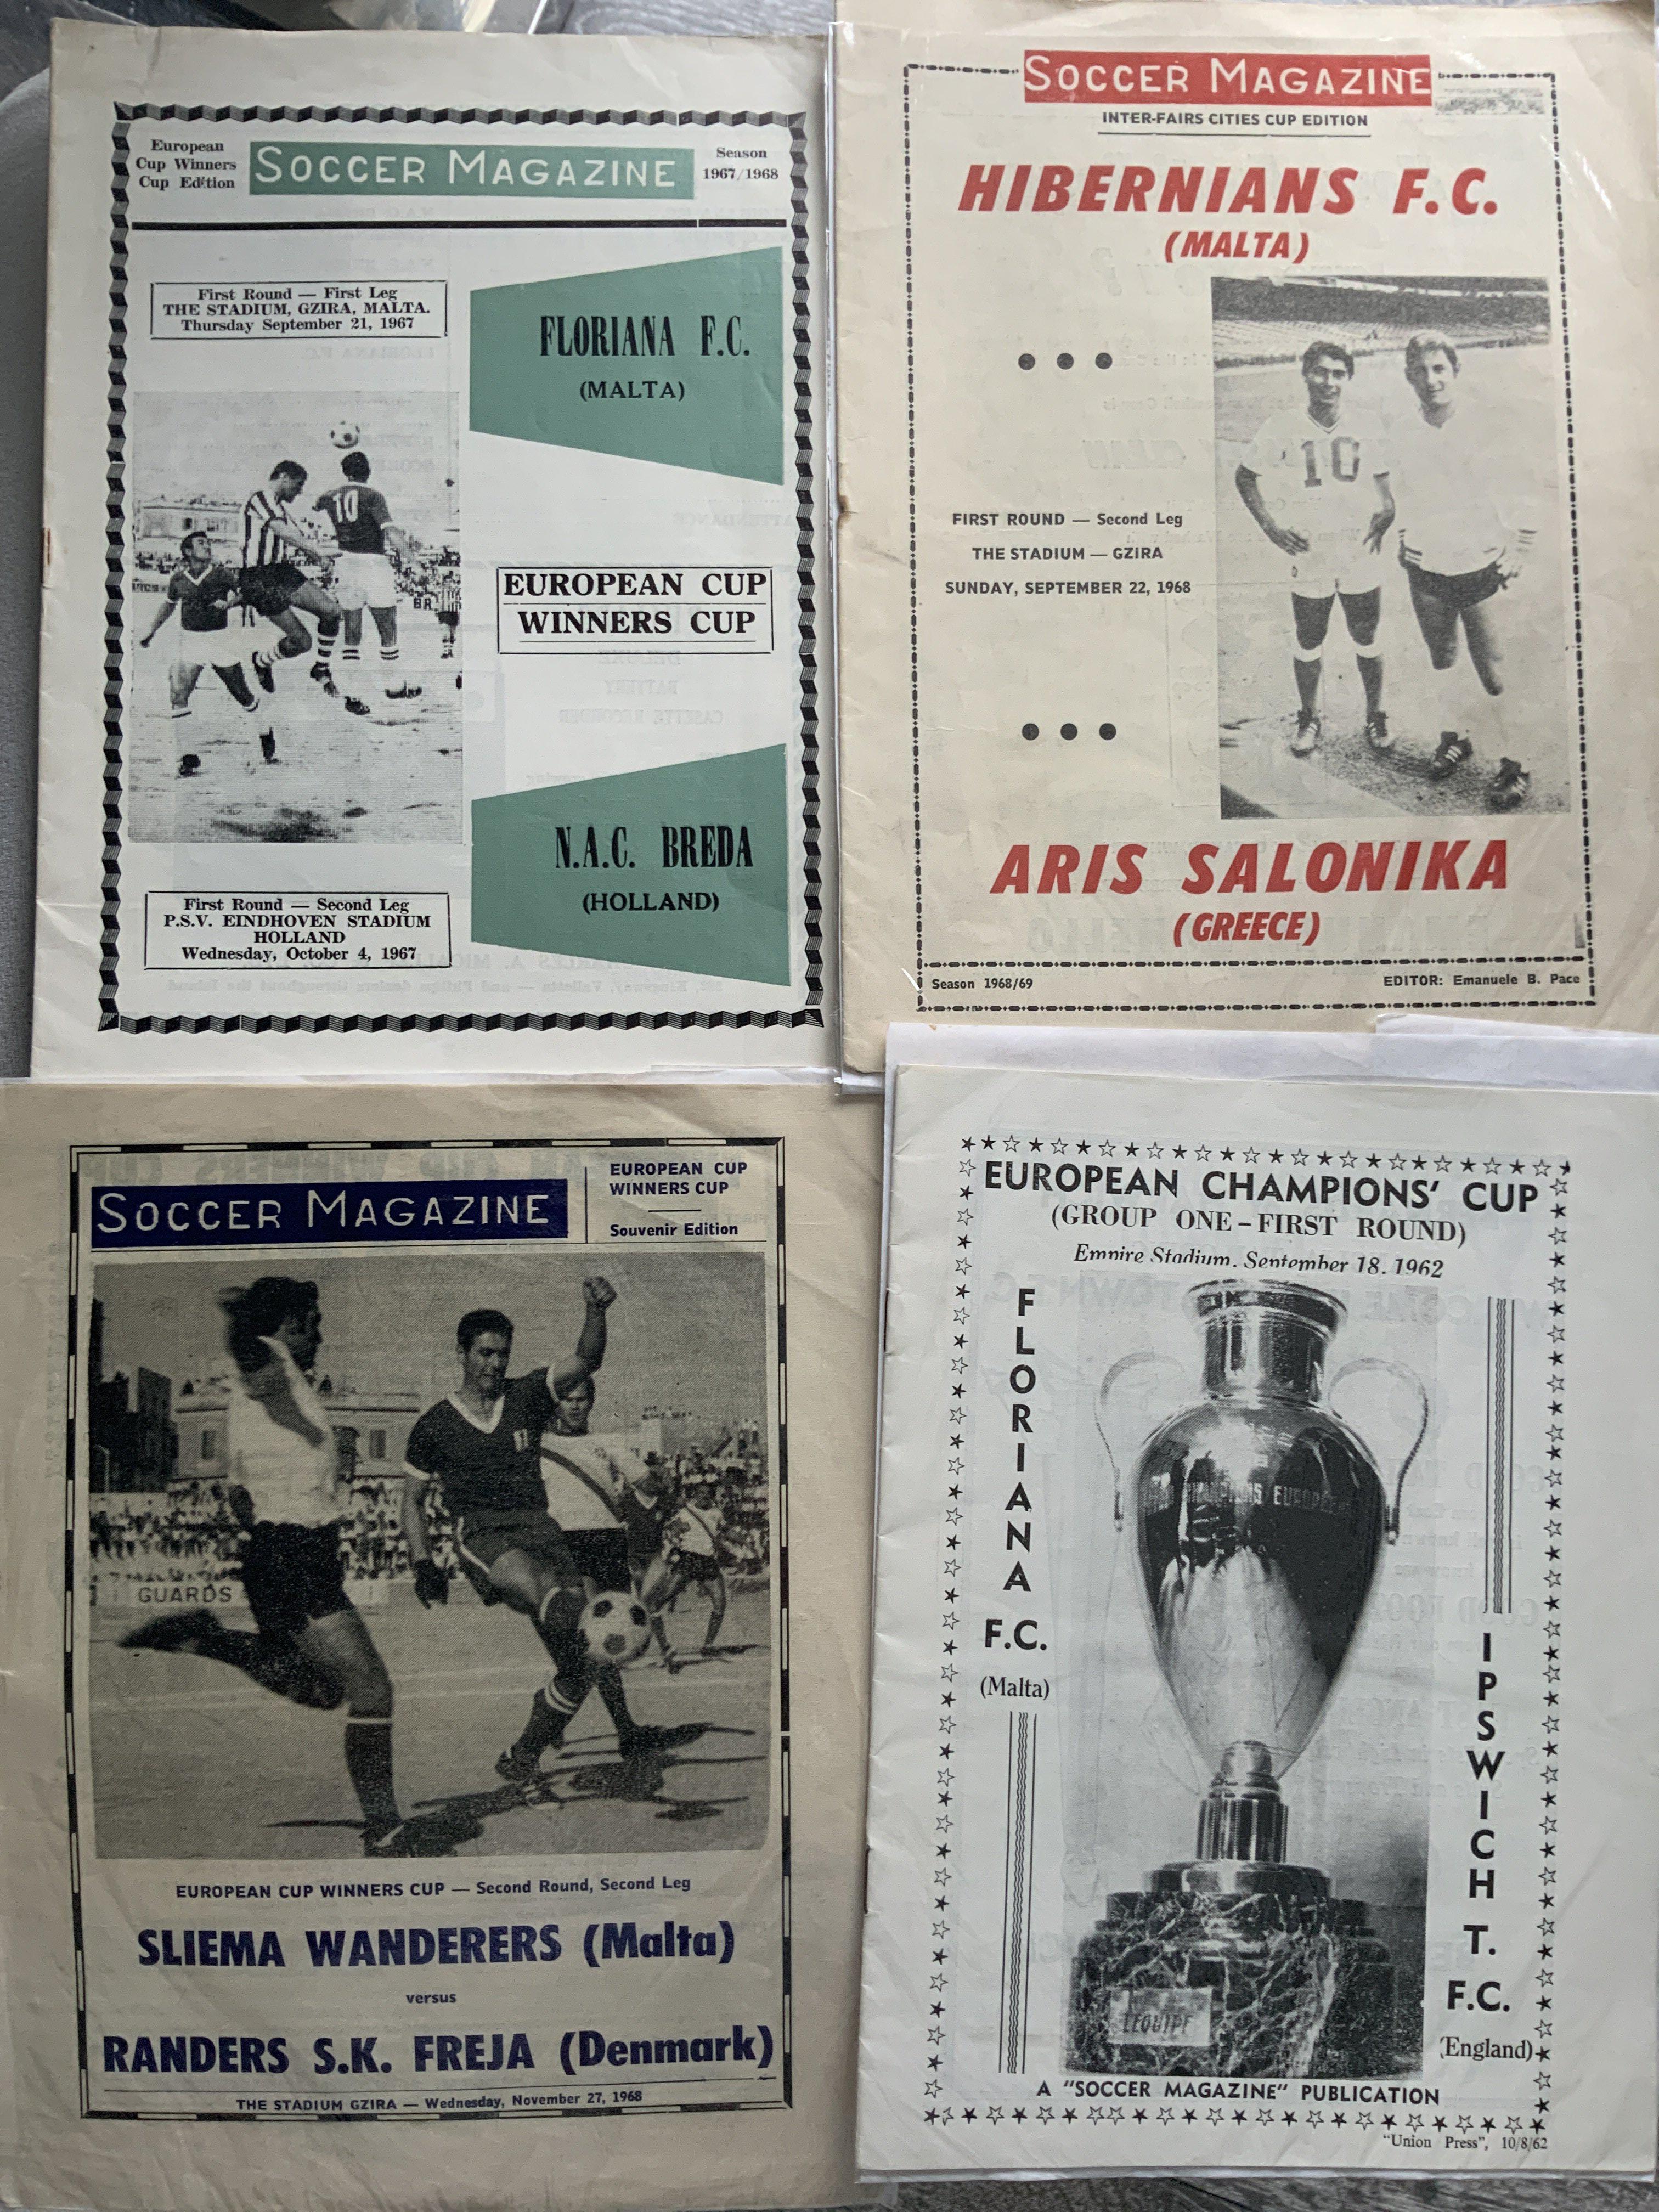 European
Cup Winners
Cup Edition
SOCCER MAGAZINE
Season
1967/1968
First Round — First Leg
THE STADIUM, GZIRA, MALTA.
Thursday September 21, 1967
FLORIANA F.C.
(MALTA)
10
EUROPEAN CUP
WINNERS CUP
N.A.C. BREDA
(HOLLAND)
First Round — Second Leg
P.S.V. EINDHOVEN STADIUM
HOLLAND
Wednesday, October 4, 1967
SOCCER MAGAZINE
INTER-FAIRS CITIES CUP EDITION
HIBERNIANS F.C.
(MALTA)
10
FIRST ROUND — Second Leg
THE STADIUM — GZIRA
SUNDAY, SEPTEMBER 22, 1968
ARIS SALONIKA
(GREECE)
Season 1968/69
EDITOR: Emanuele B. Pace
SOCCER MAGAZINE
EUROPEAN CUP
WINNERS CUP
Souvenir Edition
11
GUARDS
EUROPEAN CUP WINNERS CUP — Second Round, Second Leg
SLIEMA WANDERERS (Malta)
versus
RANDERS S.K. FREJA (Denmark)
THE STADIUM GZIRA — Wednesday, November 27, 1968
EUROPEAN CHAMPIONS' CUP
(GROUP ONE – FIRST ROUND)
Empire Stadium, September 18, 1962
FLORIANA
F.C.
(Malta)
IPSWICH
T.
F.C.
(England)
L'EQUIPE
A "SOCCER MAGAZINE" PUBLICATION
"Union Press", 10/8/62